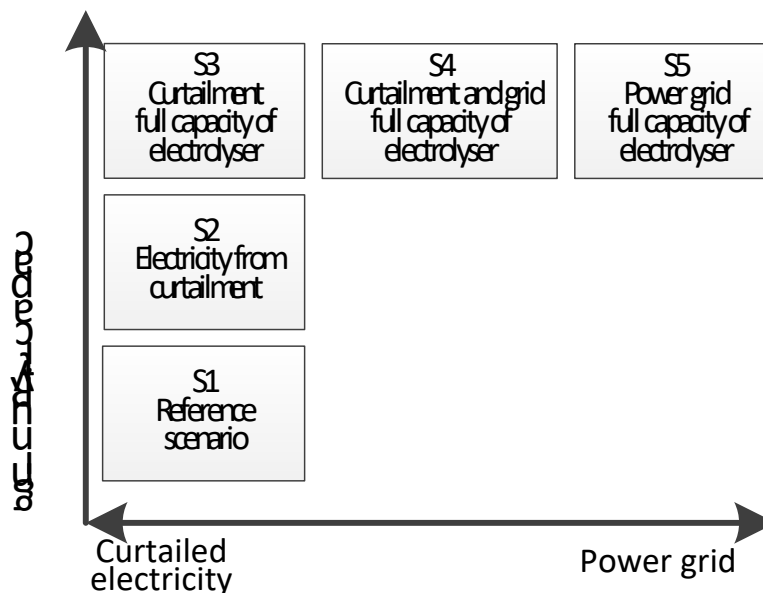 S3
Curtailment
full capacity of
electrolyser
S4
Curtailment and grid
full capacity of
electrolyser
S5
Power grid
full capacity of
electrolyser
S2
Electricity from
curtailment
S1
Reference
scenario
Curtailed
electricity
Power grid